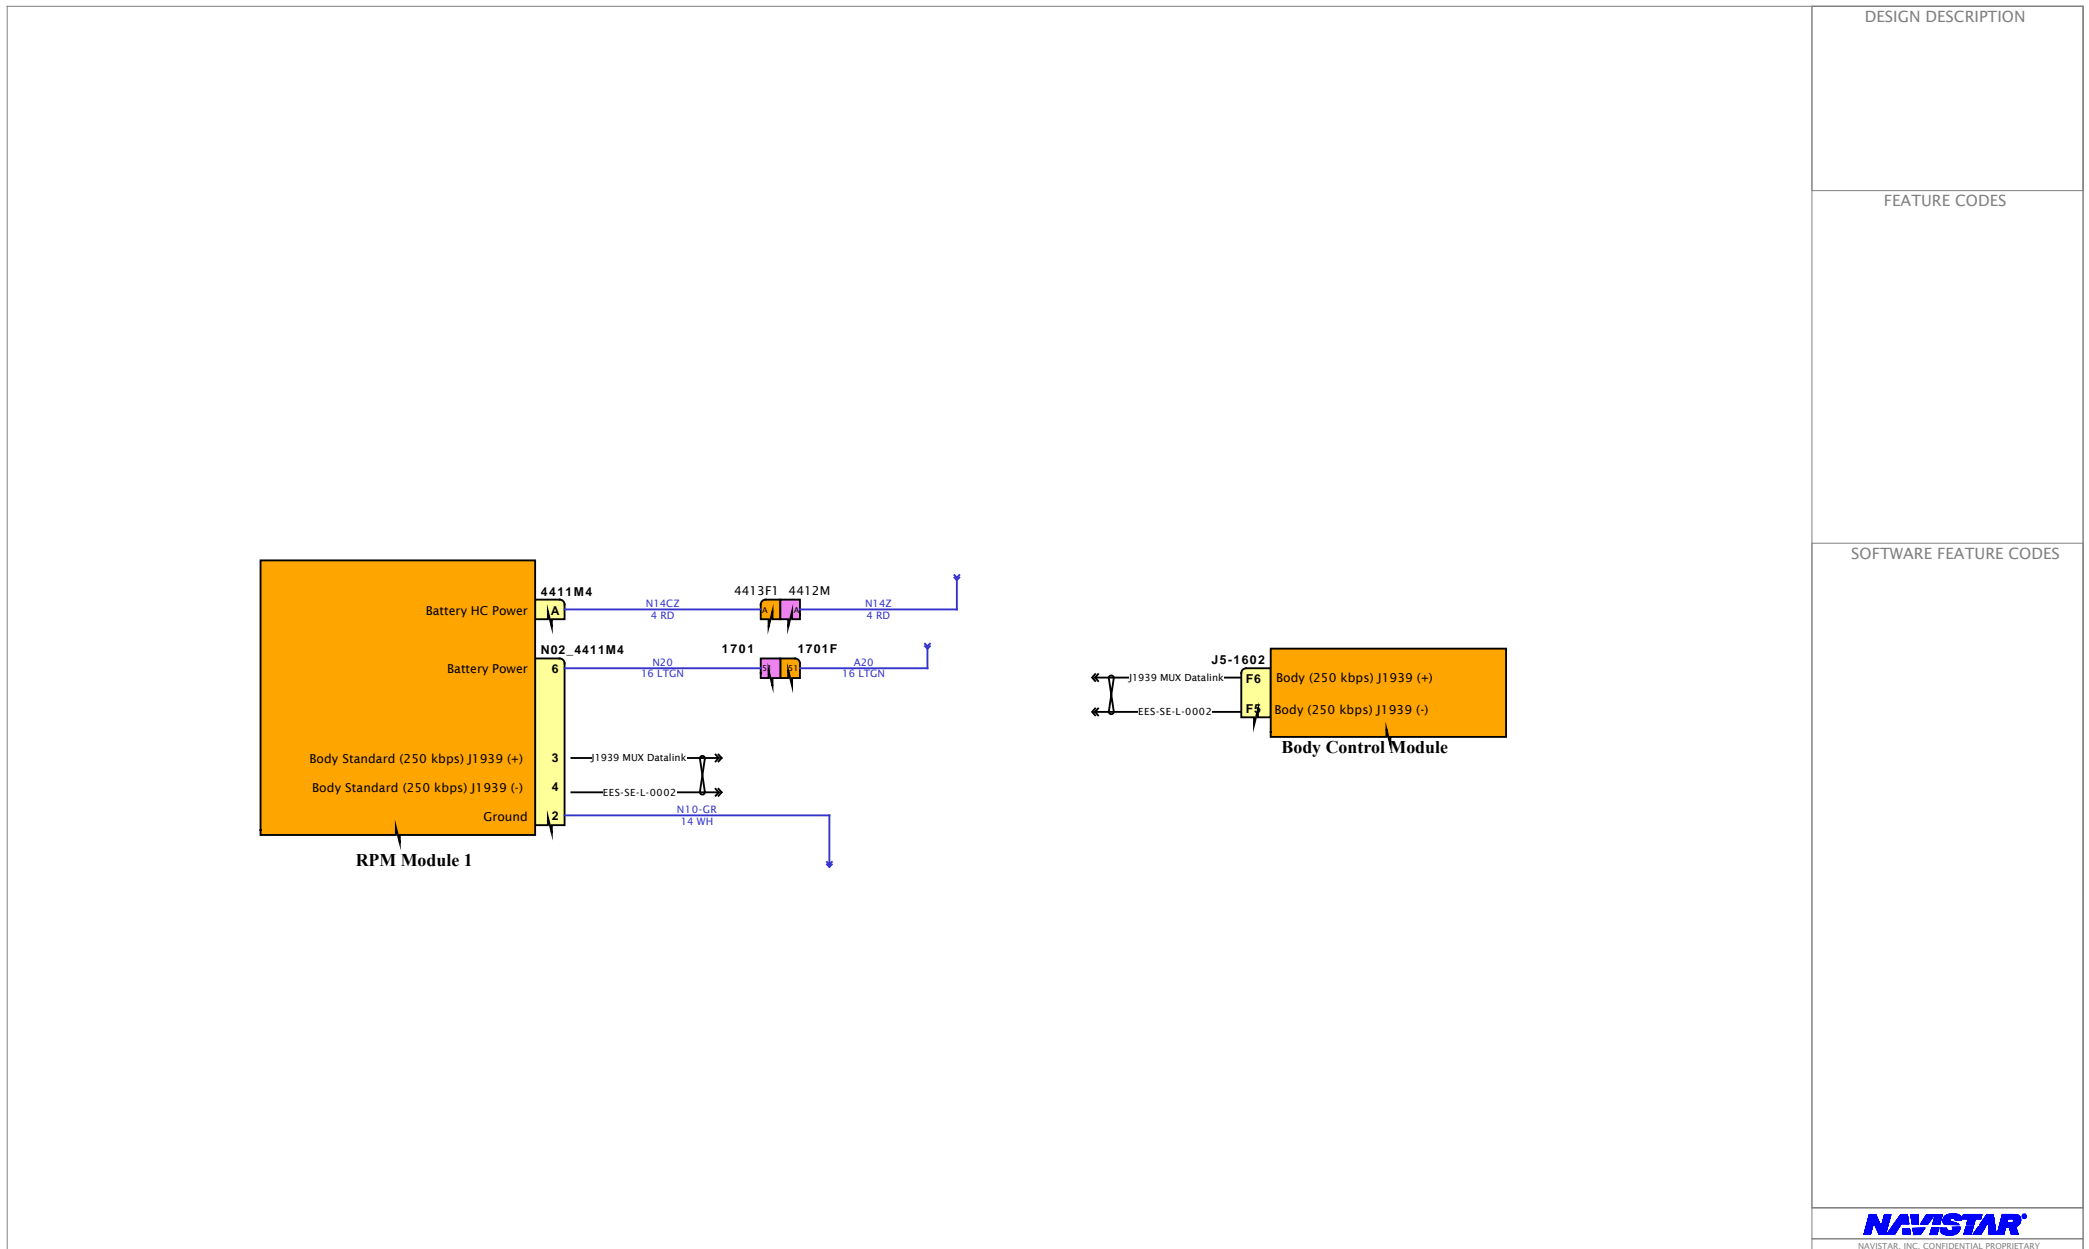 DESIGN DESCRIPTION
FEATURE CODES
SOFTWARE FEATURE CODES
4411M4
4413F1 4412M
Battery HC Power
A
N14CZ
4 RD
A
A
N14Z
4 RD
N02_4411M4
1701
1701F
Battery Power
6
N20
16 LTGN
51
51
A20
16 LTGN
J5-1602
J1939 MUX Datalink
F6
Body (250 kbps) J1939 (+)
EES-SE-L-0002
F5
Body (250 kbps) J1939 (-)
Body Control Module
Body Standard (250 kbps) J1939 (+)
3
J1939 MUX Datalink
Body Standard (250 kbps) J1939 (-)
4
EES-SE-L-0002
Ground
2
N10-GR
14 WH
RPM Module 1
NAVISTAR
NAVISTAR, INC. CONFIDENTIAL PROPRIETARY